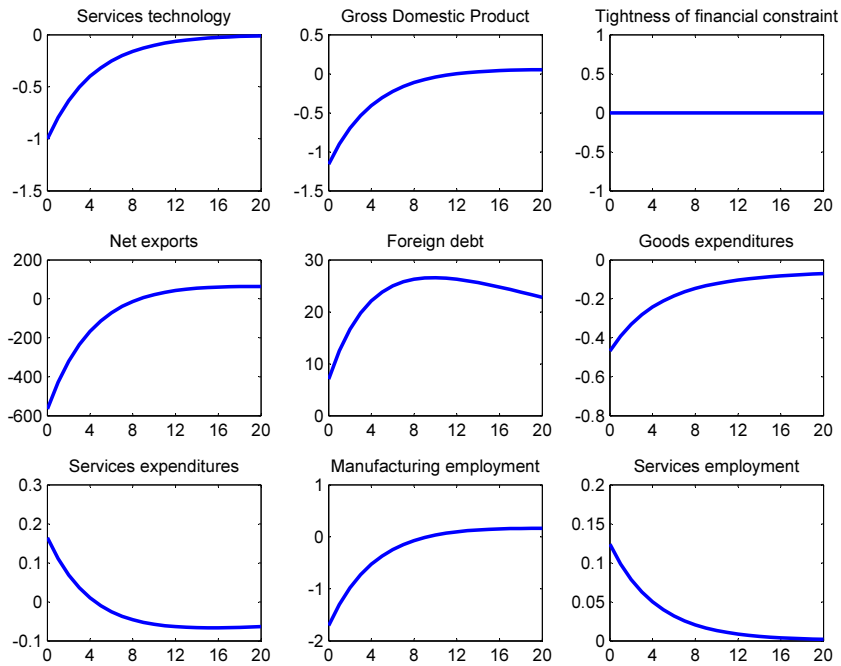 Services technology
0
-0.5
-1
-1.5
0 4 8 12 16 20
Gross Domestic Product
0.5
0
-0.5
-1
-1.5
0 4 8 12 16 20
Tightness of financial constraint
1
0.5
0
-0.5
-1
0 4 8 12 16 20
Net exports
200
0
-200
-400
-600
0 4 8 12 16 20
Foreign debt
30
20
10
0
0 4 8 12 16 20
Goods expenditures
0
-0.2
-0.4
-0.6
-0.8
0 4 8 12 16 20
Services expenditures
0.3
0.2
0.1
0
-0.1
0 4 8 12 16 20
Manufacturing employment
1
0
-1
-2
0 4 8 12 16 20
Services employment
0.2
0.15
0.1
0.05
0
0 4 8 12 16 20